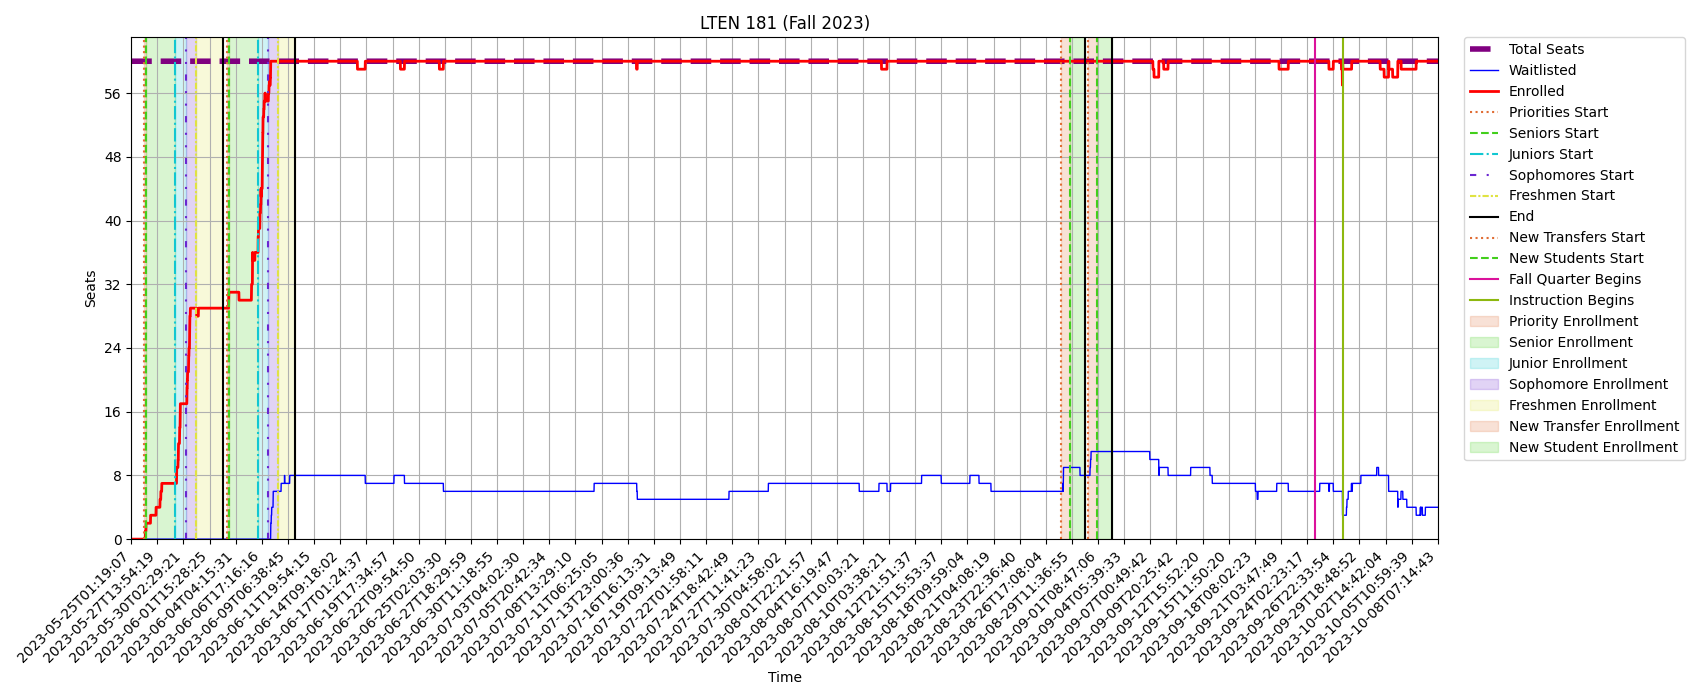 LTEN 181 (Fall 2023)
Seats
56
48
40
32
24
16
8
0
2023-05-25T01:19:07
2023-05-27T13:54:19
2023-05-30T02:29:21
2023-06-01T15:28:25
2023-06-04T04:15:31
2023-06-06T17:16:16
2023-06-09T06:38:45
2023-06-11T19:54:15
2023-06-14T09:18:02
2023-06-17T01:24:37
2023-06-19T17:34:57
2023-06-22T09:54:50
2023-06-25T02:03:30
2023-06-27T18:29:59
2023-06-30T11:18:55
2023-07-03T04:02:30
2023-07-05T20:42:34
2023-07-08T13:29:10
2023-07-11T06:25:05
2023-07-13T23:00:36
2023-07-16T16:13:31
2023-07-19T09:13:49
2023-07-22T01:58:11
2023-07-24T18:42:49
2023-07-27T11:41:23
2023-07-30T04:58:02
2023-08-01T22:21:57
2023-08-04T16:19:47
2023-08-07T10:03:21
2023-08-10T03:38:21
2023-08-12T21:51:37
2023-08-15T15:53:37
2023-08-18T09:59:04
2023-08-21T04:08:19
2023-08-23T22:36:40
2023-08-26T17:08:04
2023-08-29T11:36:55
2023-09-01T08:47:06
2023-09-04T05:39:33
2023-09-07T00:49:42
2023-09-09T20:25:42
2023-09-12T15:52:20
2023-09-15T11:50:20
2023-09-18T08:02:23
2023-09-21T03:47:49
2023-09-24T02:23:17
2023-09-26T22:33:54
2023-09-29T18:48:52
2023-10-02T14:42:04
2023-10-05T10:59:39
2023-10-08T07:14:43
Time
Total Seats
Waitlisted
Enrolled
Priorities Start
Seniors Start
Juniors Start
Sophomores Start
Freshmen Start
End
New Transfers Start
New Students Start
Fall Quarter Begins
Instruction Begins
Priority Enrollment
Senior Enrollment
Junior Enrollment
Sophomore Enrollment
Freshmen Enrollment
New Transfer Enrollment
New Student Enrollment